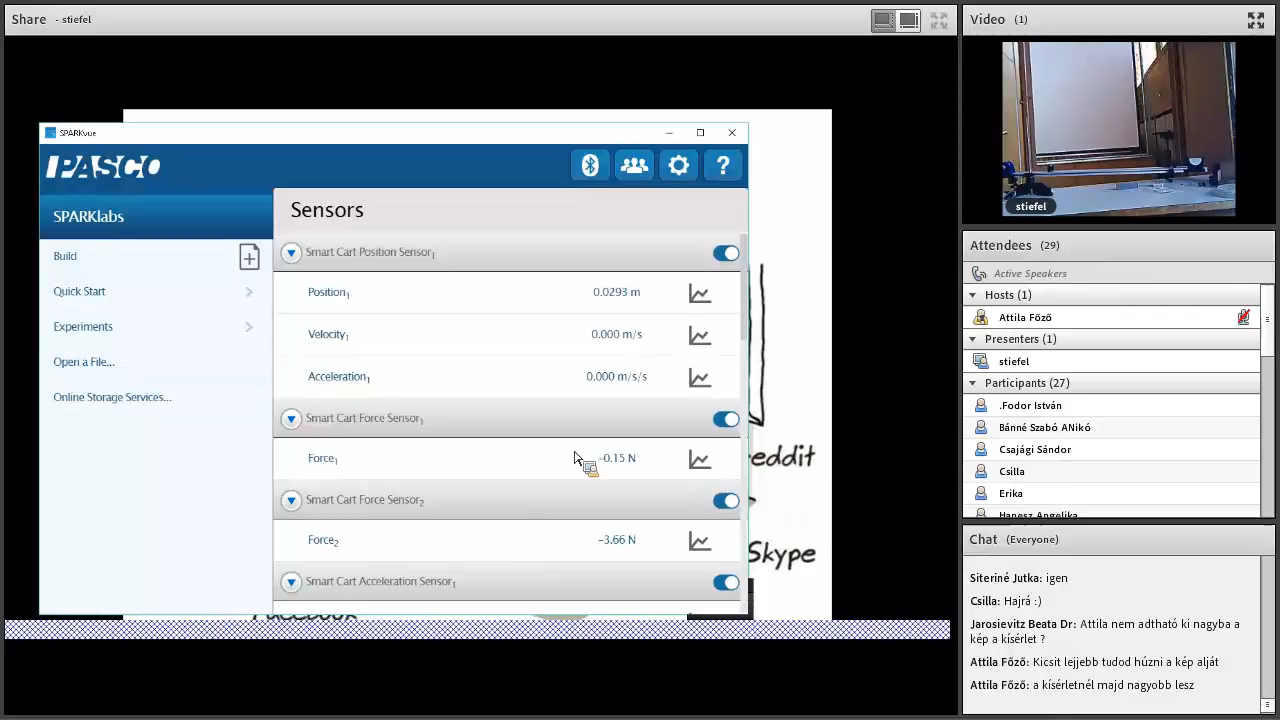 Share - stiefel
SPARKvue
PASCO
?
SPARKlabs
Build
Quick Start
Experiments
Open a File...
Online Storage Services...
Sensors
Smart Cart Position Sensor1
Position1 0.0293 m
Velocity1 0.000 m/s
Acceleration1 0.000 m/s/s
Smart Cart Force Sensor1
Force1 -0.15 N
Smart Cart Force Sensor2
Force2 -3.66 N
Smart Cart Acceleration Sensor1
eddit
Skype
Facebook
Video (1)
stiefel
Attendees (29)
Active Speakers
Hosts (1)
Attila Főző
Presenters (1)
stiefel
Participants (27)
.Fodor István
Bánné Szabó ANikó
Csajági Sándor
Csilla
Erika
Hanesz Angelika
Chat (Everyone)
Siteriné Jutka: igen
Csilla: Hajrá :)
Jarosievitz Beata Dr: Attila nem adtható ki nagyba a
kép a kísérlet ?
Attila Főző: Kicsit lejjebb tudod húzni a kép alját
Attila Főző: a kísérletnél majd nagyobb lesz